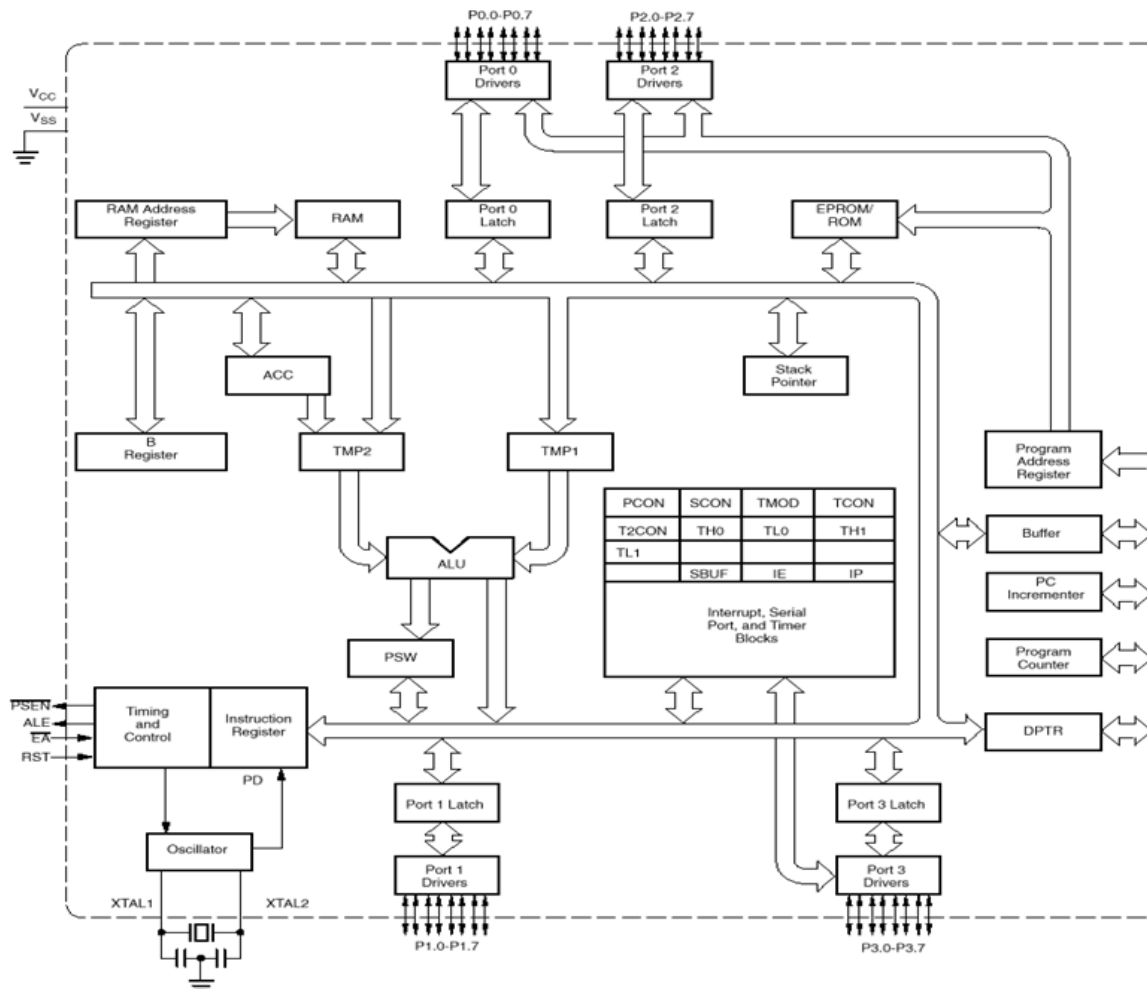 P0.0-P0.7
P2.0-P2.7
Port 0
Drivers
Port 2
Drivers
VCC
VSS
RAM Address
Register
RAM
Port 0
Latch
Port 2
Latch
EPROM/
ROM
ACC
Stack
Pointer
B
Register
TMP2
TMP1
Program
Address
Register
PCON SCON TMOD TCON
T2CON TH0 TL0 TH1
TL1
SBUF IE IP
Interrupt, Serial
Port, and Timer
Blocks
Buffer
ALU
PC
Incrementer
PSW
Program
Counter
PSEN
ALE
EA
RST
Timing
and
Control
Instruction
Register
PD
DPTR
Port 1 Latch
Port 3 Latch
Oscillator
Port 1
Drivers
Port 3
Drivers
XTAL1
XTAL2
P1.0-P1.7
P3.0-P3.7